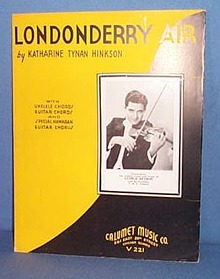 LONDONDERRY AIR
by KATHARINE TYNAN HINKSON
WITH
UKULELE CHORDS
GUITAR CHORDS
AND
SPECIAL HAWAIIAN
GUITAR CHORUS
CALUMET MUSIC CO.
V 221